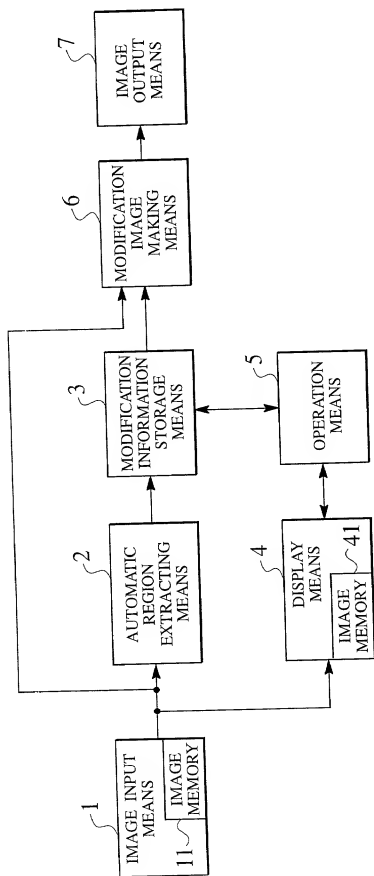 1
IMAGE INPUT
MEANS
11
IMAGE
MEMORY
2
AUTOMATIC
REGION
EXTRACTING
MEANS
3
MODIFICATION
INFORMATION
STORAGE
MEANS
4
DISPLAY
MEANS
41
IMAGE
MEMORY
5
OPERATION
MEANS
6
MODIFICATION
IMAGE
MAKING
MEANS
7
IMAGE
OUTPUT
MEANS